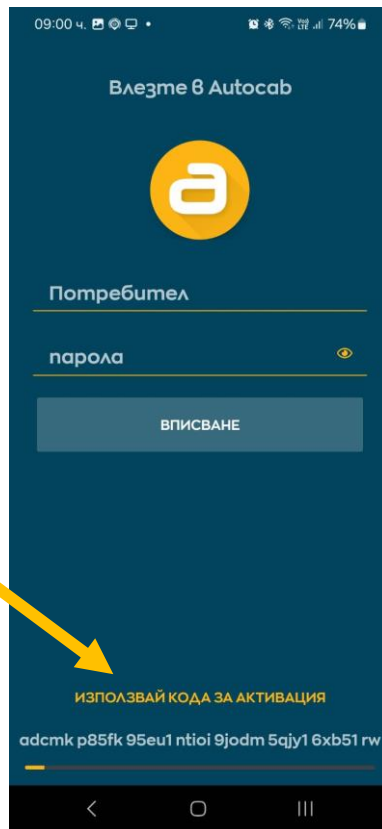 09:00 ч. 74%
Влезте в Autocab
a
Потребител
парола
ВПИСВАНЕ
ИЗПОЛЗВАЙ КОДА ЗА АКТИВАЦИЯ
adcmk p85fk 95eu1 ntioi 9jodm 5qjy1 6xb51 rw